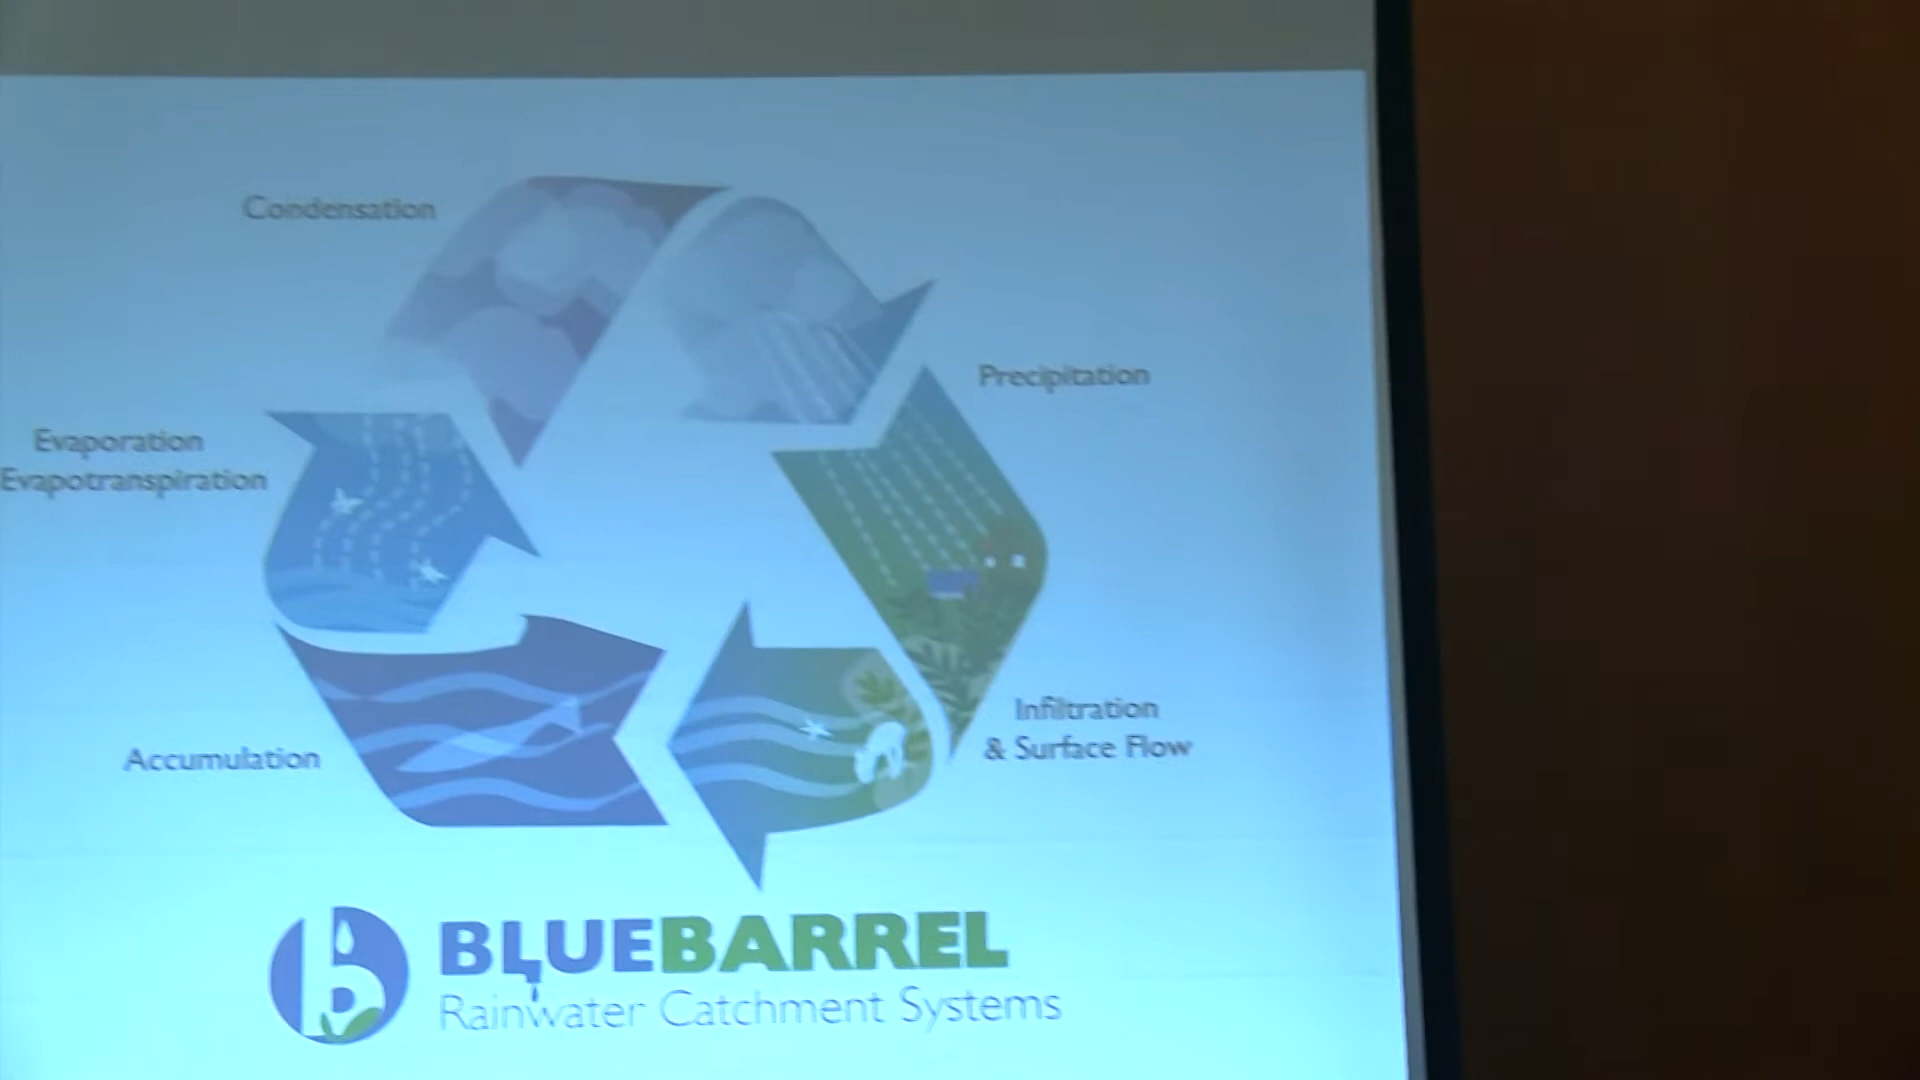 Condensation
Precipitation
Evaporation
Evapotranspiration
Infiltration
& Surface Flow
Accumulation
BLUEBARREL
Rainwater Catchment Systems